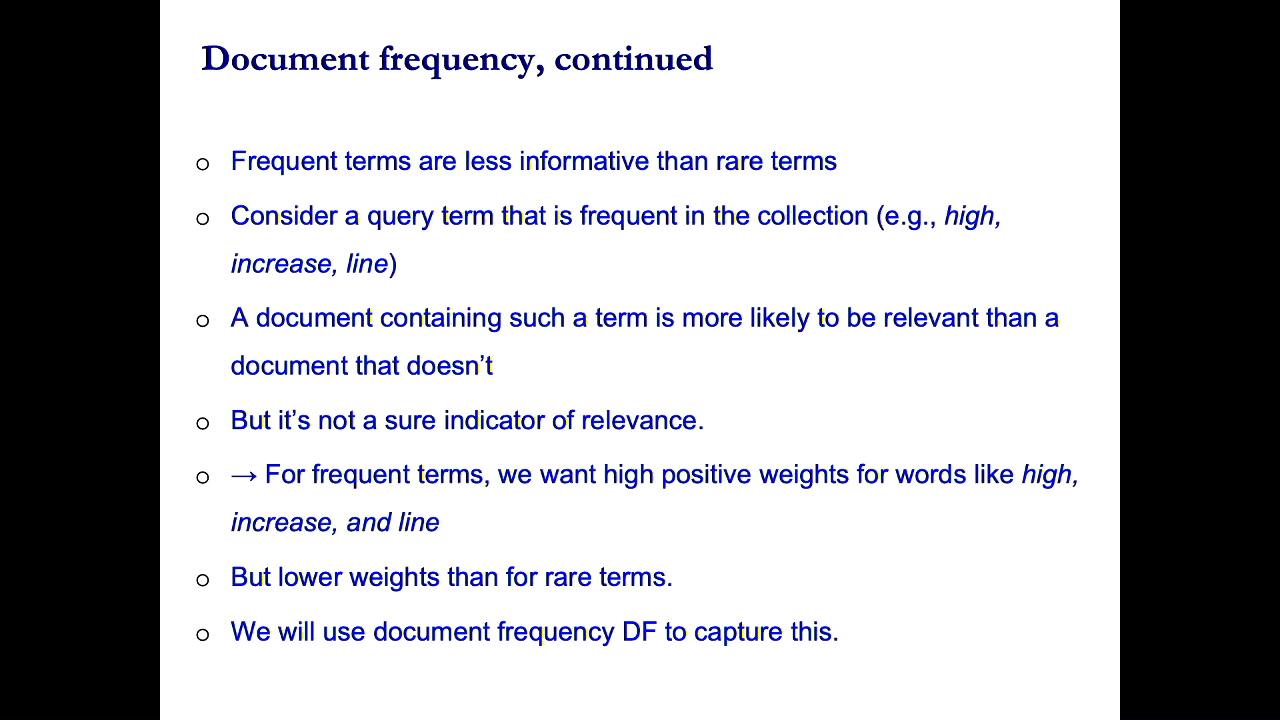 Document frequency, continued
○ Frequent terms are less informative than rare terms
○ Consider a query term that is frequent in the collection (e.g., high,
increase, line)
○ A document containing such a term is more likely to be relevant than a
document that doesn’t
○ But it’s not a sure indicator of relevance.
○ → For frequent terms, we want high positive weights for words like high,
increase, and line
○ But lower weights than for rare terms.
○ We will use document frequency DF to capture this.